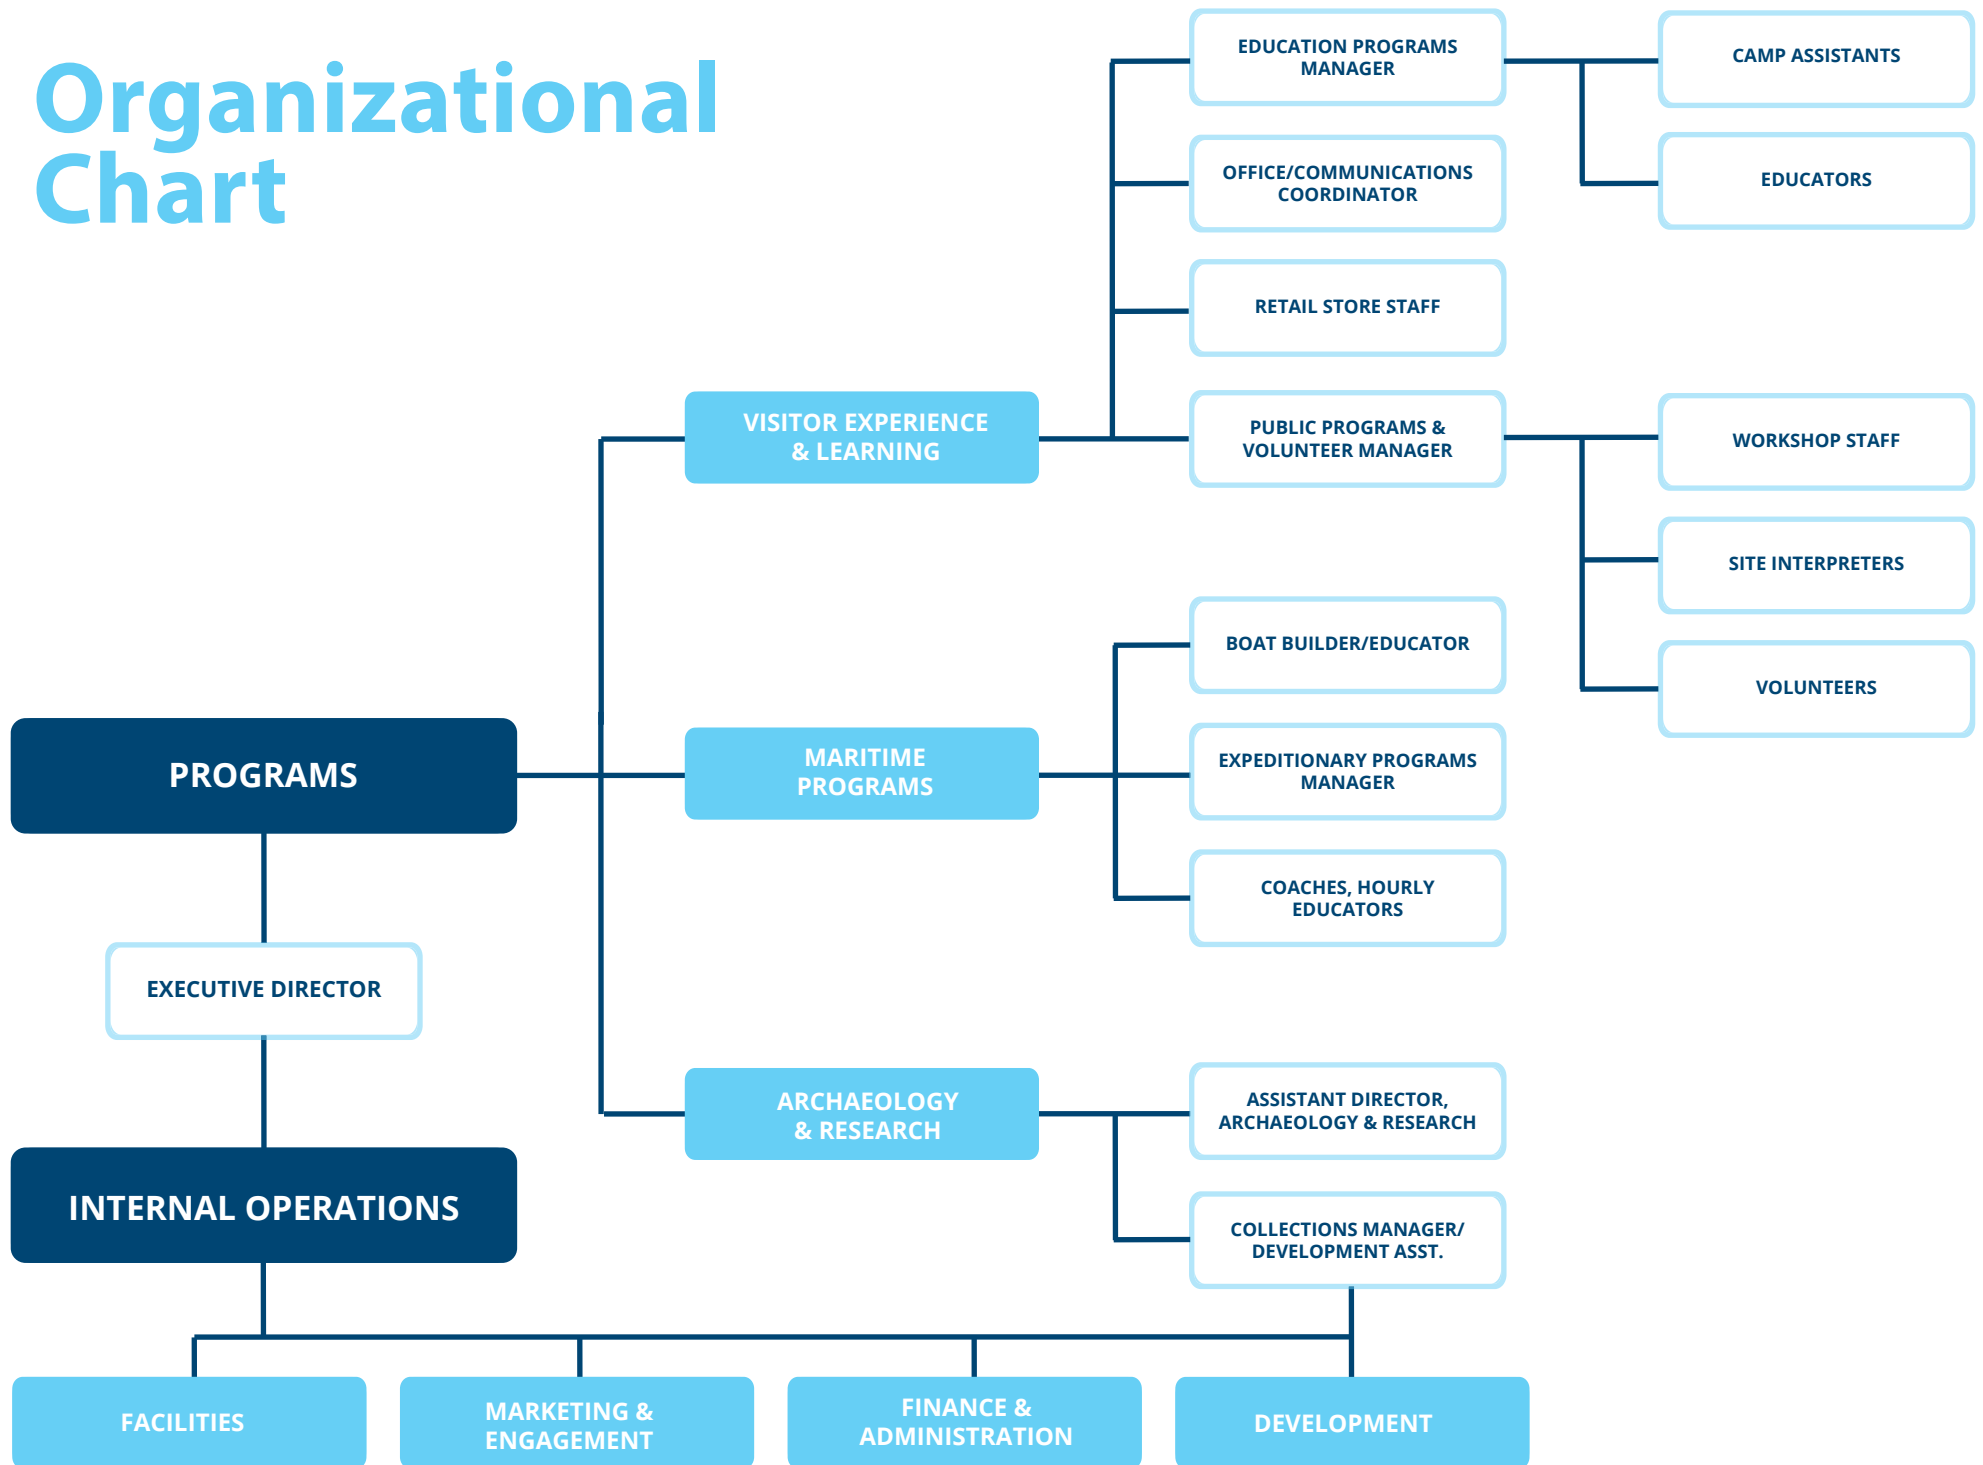 Organizational
Chart
EDUCATION PROGRAMS
MANAGER
CAMP ASSISTANTS
EDUCATORS
OFFICE/COMMUNICATIONS
COORDINATOR
RETAIL STORE STAFF
VISITOR EXPERIENCE
& LEARNING
PUBLIC PROGRAMS &
VOLUNTEER MANAGER
WORKSHOP STAFF
SITE INTERPRETERS
VOLUNTEERS
BOAT BUILDER/EDUCATOR
PROGRAMS
MARITIME
PROGRAMS
EXPEDITIONARY PROGRAMS
MANAGER
COACHES, HOURLY
EDUCATORS
EXECUTIVE DIRECTOR
ARCHAEOLOGY
& RESEARCH
ASSISTANT DIRECTOR,
ARCHAEOLOGY & RESEARCH
INTERNAL OPERATIONS
COLLECTIONS MANAGER/
DEVELOPMENT ASST.
FACILITIES
MARKETING &
ENGAGEMENT
FINANCE &
ADMINISTRATION
DEVELOPMENT